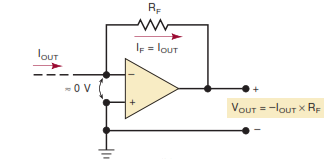 RF
IF = IOUT
IOUT
≈ 0 V
−
+
+
VOUT = −IOUT × RF
−